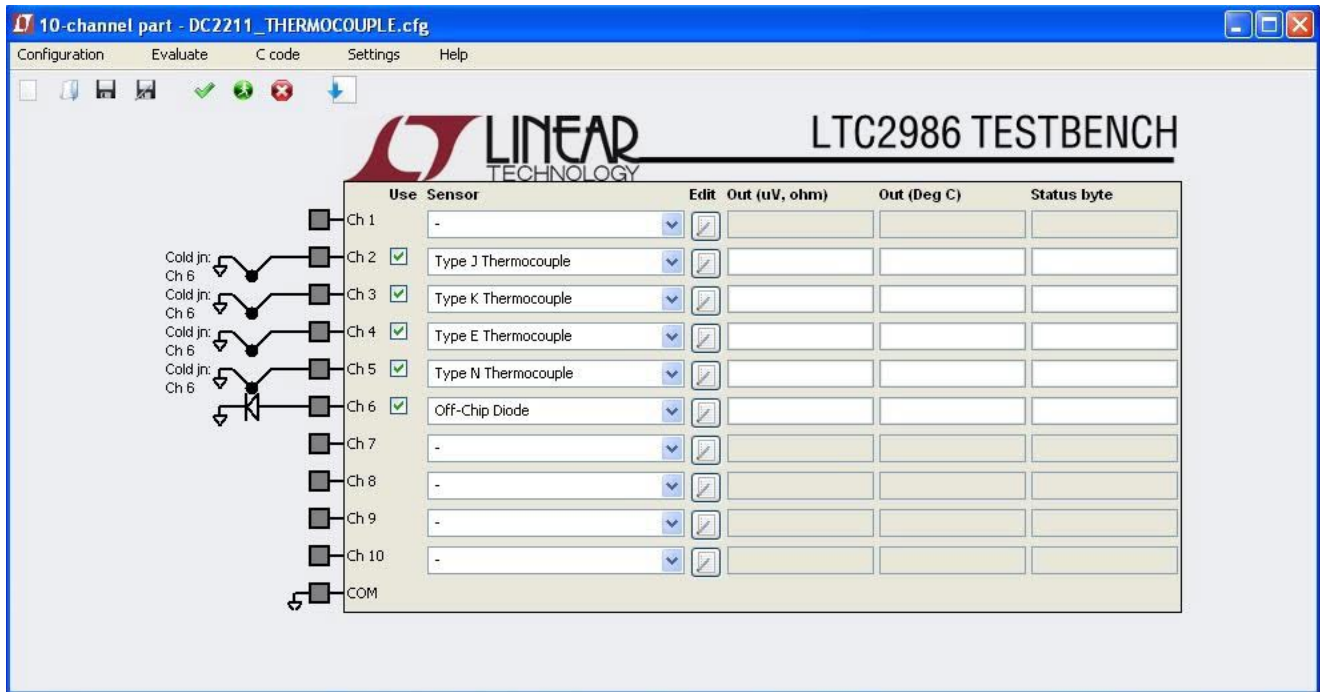 10-channel part - DC2211_THERMOCOUPLE.cfg
Configuration Evaluate C code Settings Help
LINEAR TECHNOLOGY
LTC2986 TESTBENCH
Use Sensor Edit Out (uV, ohm) Out (Deg C) Status byte
Ch 1 -
Cold jn: Ch 6
Ch 2 Type J Thermocouple
Cold jn: Ch 6
Ch 3 Type K Thermocouple
Cold jn: Ch 6
Ch 4 Type E Thermocouple
Cold jn: Ch 6
Ch 5 Type N Thermocouple
Ch 6 Off-Chip Diode
Ch 7 -
Ch 8 -
Ch 9 -
Ch 10 -
COM